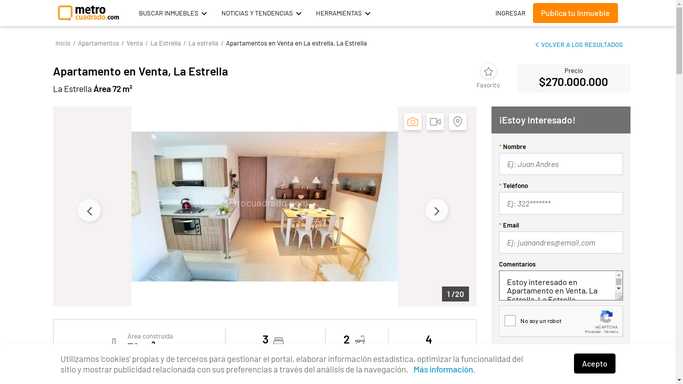 metro
cuadrado.com
BUSCAR INMUEBLES
NOTICIAS Y TENDENCIAS
HERRAMIENTAS
INGRESAR
Publica tu Inmueble
Inicio / Apartamentos / Venta / La Estrella / La estrella / Apartamentos en Venta en La estrella, La Estrella
VOLVER A LOS RESULTADOS
Apartamento en Venta, La Estrella
La Estrella Área 72 m²
Favorito
Precio
$270.000.000
1 / 20
¡Estoy Interesado!
* Nombre
Ej: Juan Andres
* Teléfono
Ej: 322*******
* Email
Ej: juanandres@email.com
Comentarios
Estoy interesado en
Apartamento en Venta, La
Estrella, La Estrella
No soy un robot
reCAPTCHA
Privacidad - Términos
Área construida
3
2
4
Utilizamos 'cookies' propias y de terceros para gestionar el portal, elaborar información estadística, optimizar la funcionalidad del
sitio y mostrar publicidad relacionada con sus preferencias a través del análisis de la navegación. Más información.
Acepto